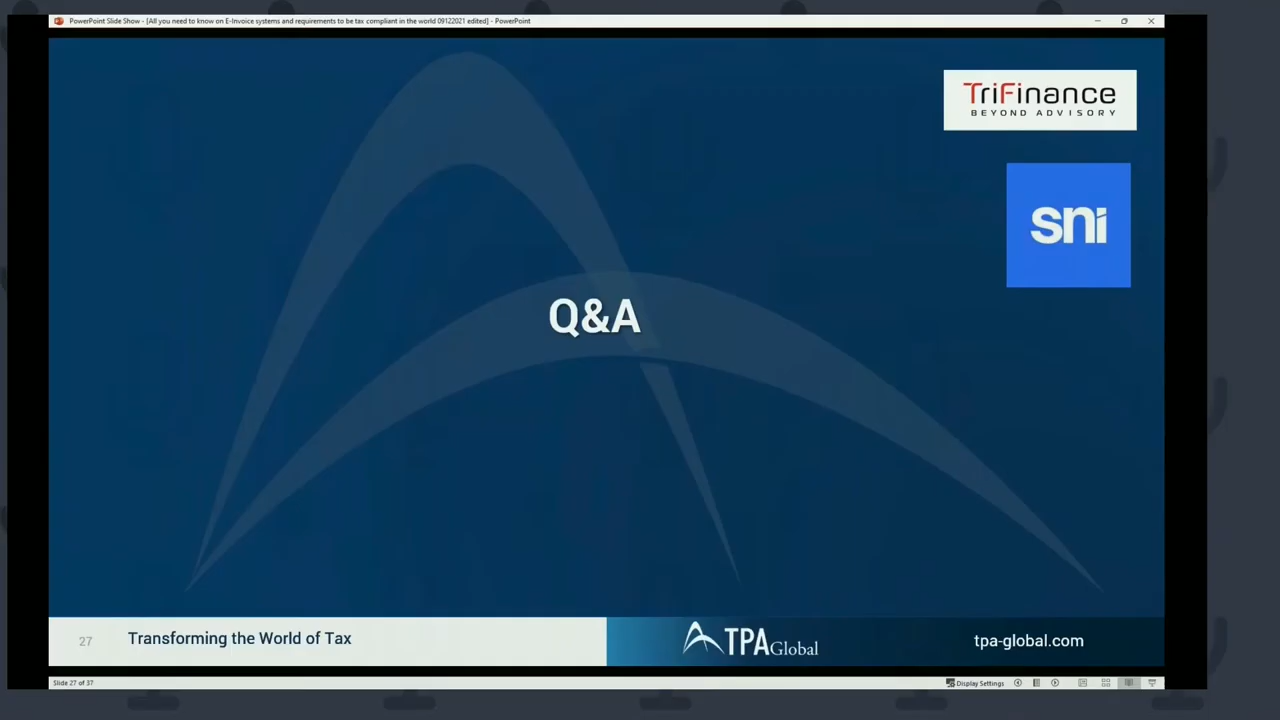 PowerPoint Slide Show - [All you need to know on E-Invoice systems and requirements to be tax compliant in the world 09122021 edited] - PowerPoint
TriFinance
BEYOND ADVISORY
sni
Q&A
27
Transforming the World of Tax
TPA Global
tpa-global.com
Slide 27 of 37
Display Settings